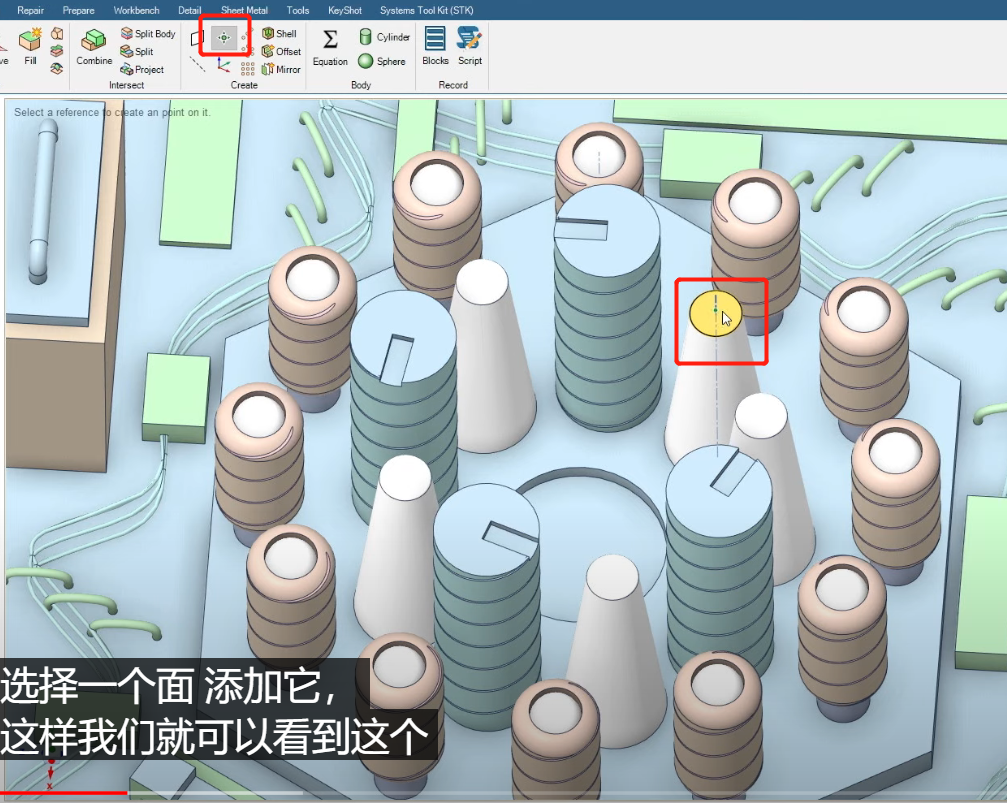 Repair Prepare Workbench Detail Sheet Metal Tools KeyShot Systems Tool Kit (STK)
Fill
Combine
Split Body
Split
Project
Intersect
Shell
Offset
Mirror
Create
Equation
Cylinder
Sphere
Body
Blocks
Script
Record
Select a reference to create an point on it.
选择一个面 添加它，
这样我们就可以看到这个
X